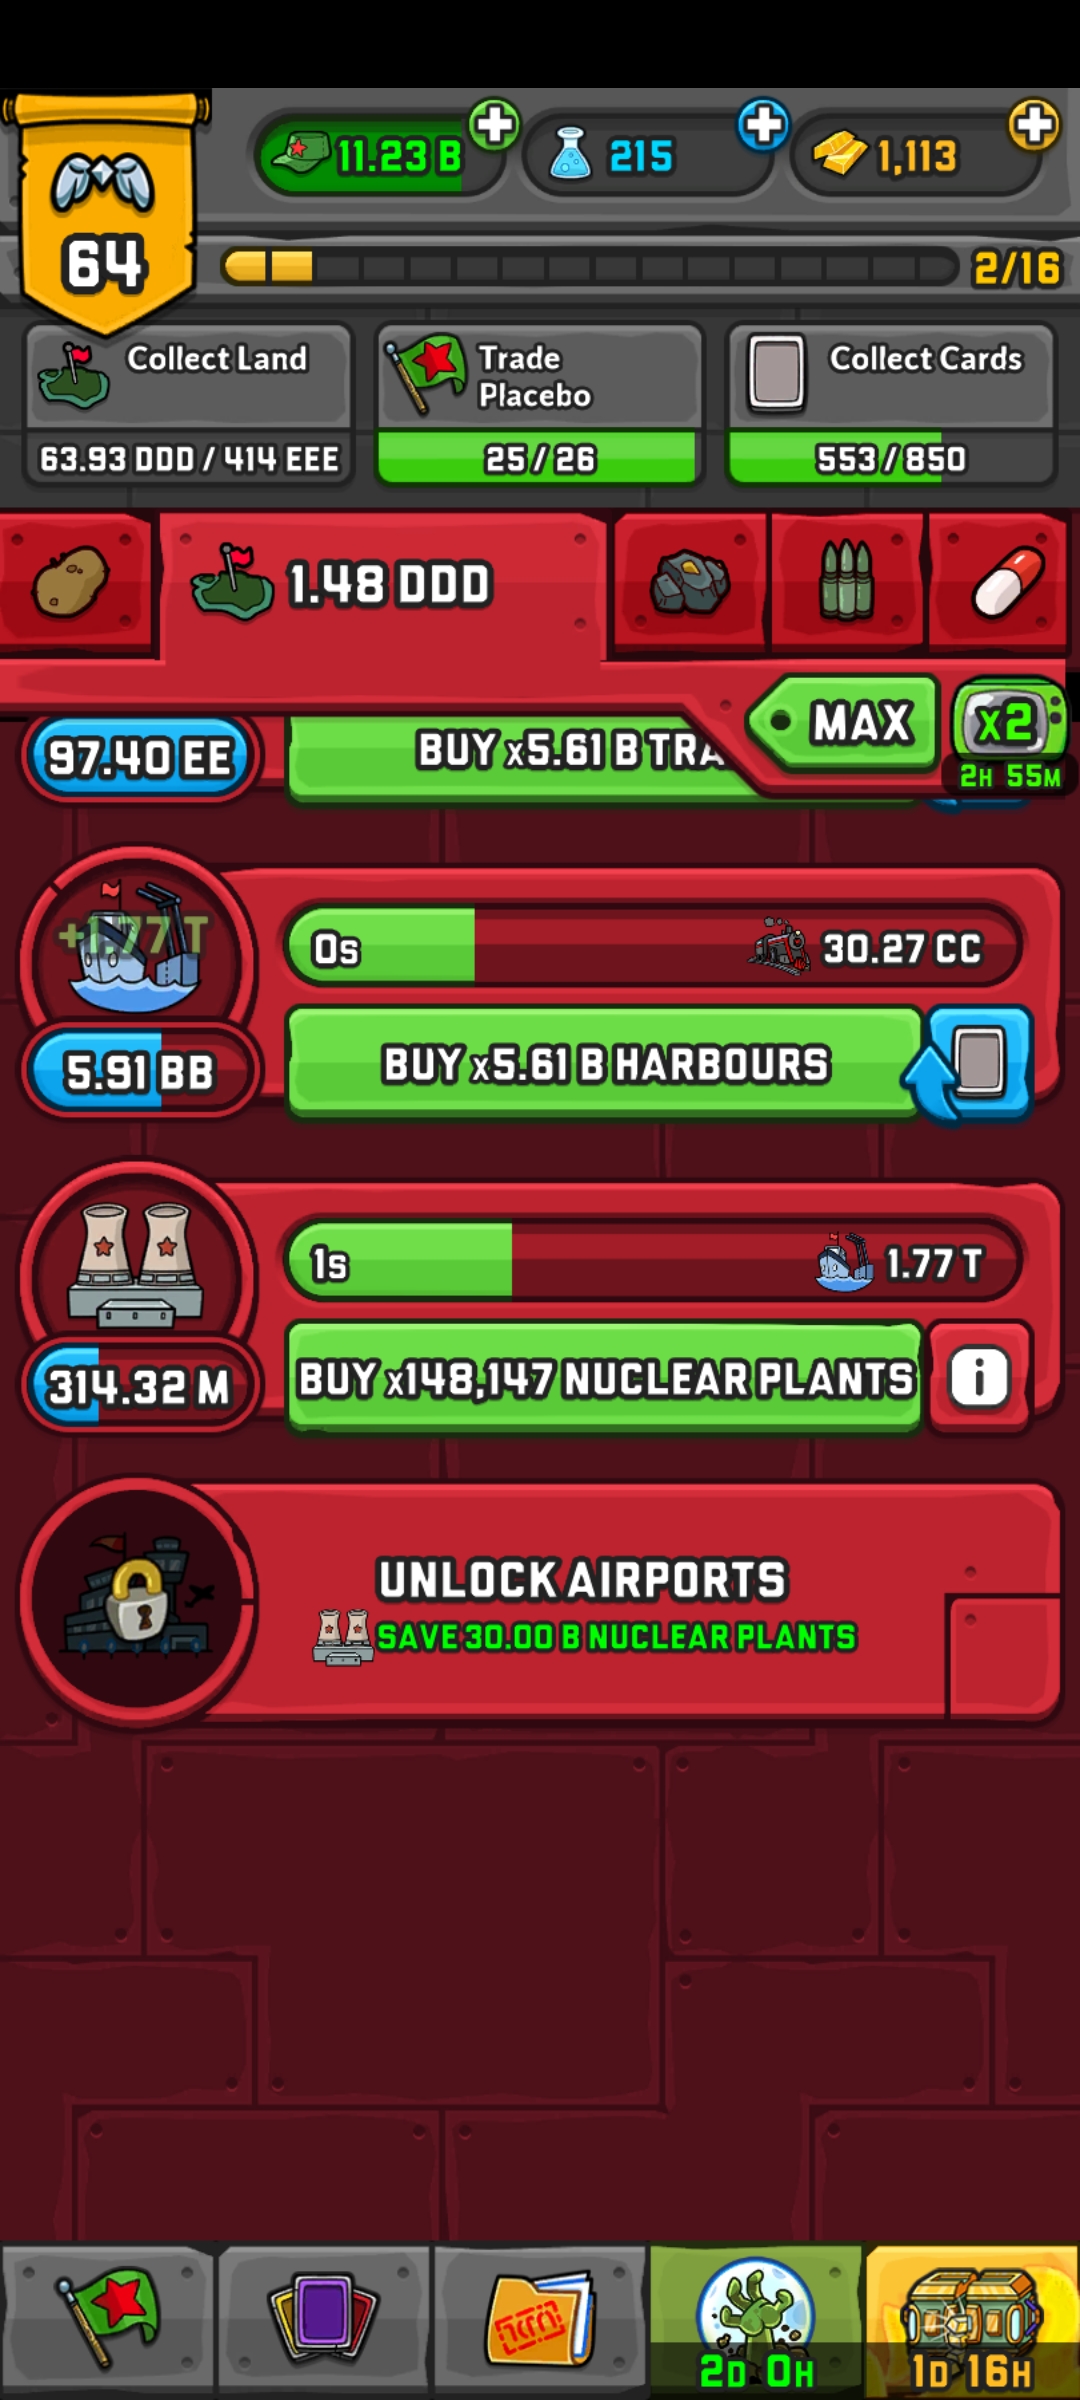 11.23 B
215
1,113
64
2/16
Collect Land
63.93 DDD / 414 EEE
Trade
Placebo
25 / 26
Collect Cards
553 / 850
1.48 DDD
MAX
x2
2H 55M
97.40 EE
BUY x5.61 B TRA
+1.77 T
0s
30.27 CC
5.91 BB
BUY x5.61 B HARBOURS
1s
1.77 T
314.32 M
BUY x148,147 NUCLEAR PLANTS
i
UNLOCK AIRPORTS
SAVE 30.00 B NUCLEAR PLANTS
2D 0H
1D 16H